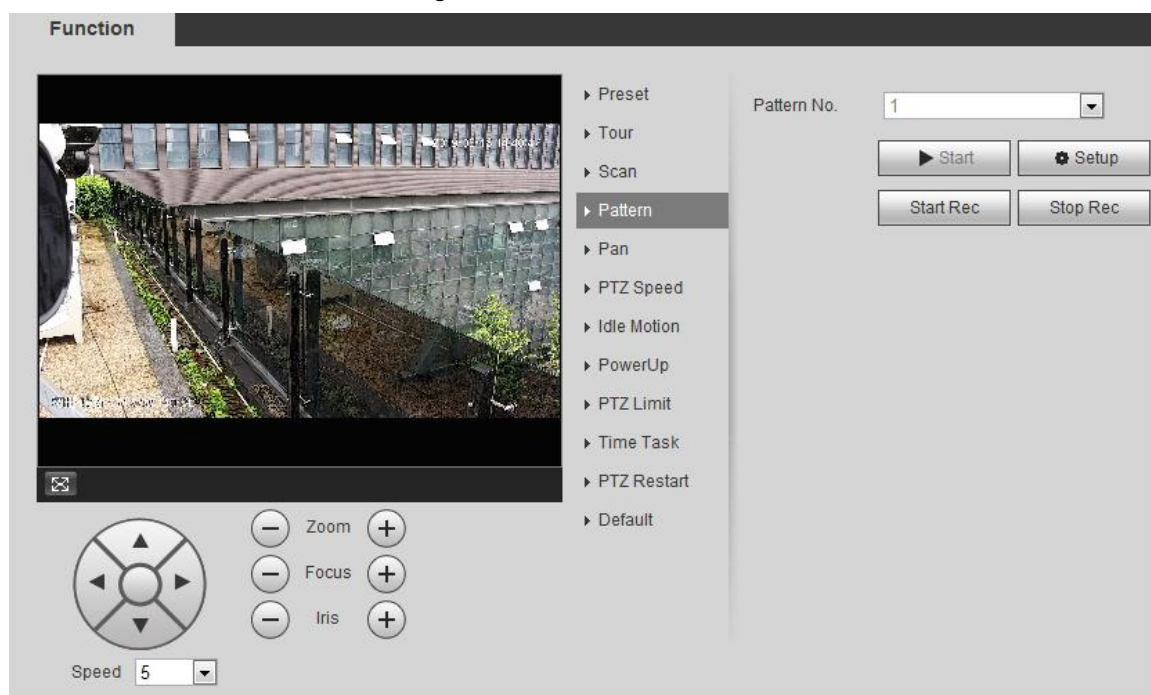 Function
Preset
Tour
Scan
Pattern
Pan
PTZ Speed
Idle Motion
PowerUp
PTZ Limit
Time Task
PTZ Restart
Default
Pattern No. 1
Start Setup
Start Rec Stop Rec
Zoom
Focus
Iris
Speed 5